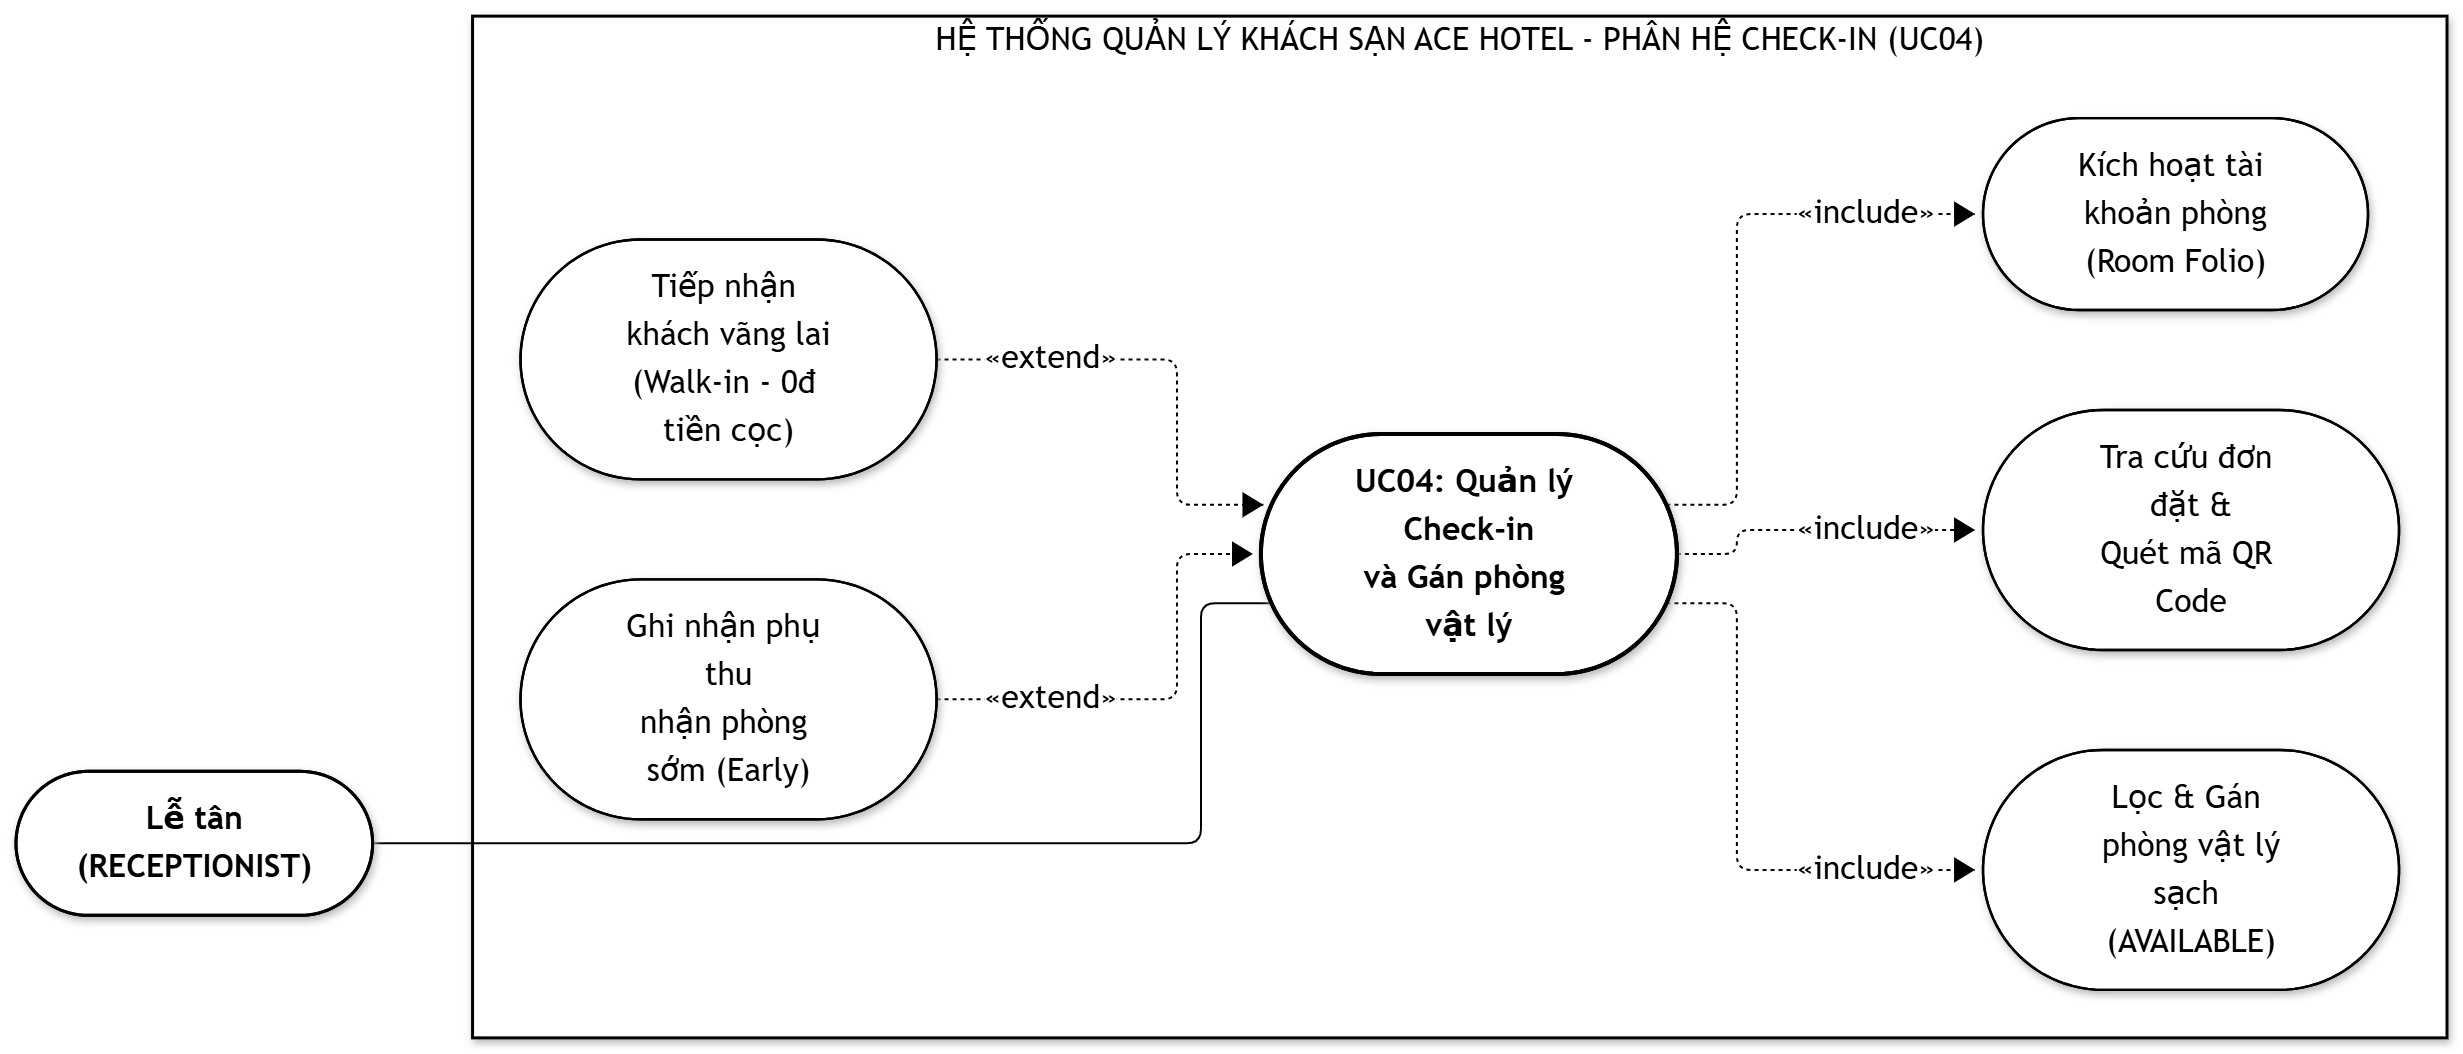 HỆ THỐNG QUẢN LÝ KHÁCH SẠN ACE HOTEL - PHÂN HỆ CHECK-IN (UC04)
Tiếp nhận
khách vãng lai
(Walk-in - 0đ
tiền cọc)
«extend»
Ghi nhận phụ
thu
nhận phòng
sớm (Early)
«extend»
Lễ tân
(RECEPTIONIST)
UC04: Quản lý
Check-in
và Gán phòng
vật lý
«include»
Kích hoạt tài
khoản phòng
(Room Folio)
«include»
Tra cứu đơn
đặt &
Quét mã QR
Code
«include»
Lọc & Gán
phòng vật lý
sạch
(AVAILABLE)